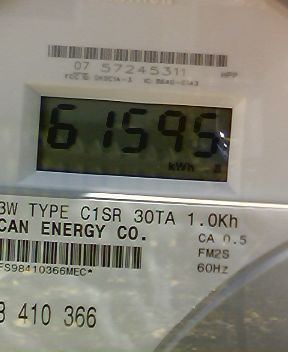 07 57245311
61595
kWh
3W TYPE C1SR 30TA 1.0Kh
CAN ENERGY CO.
CA 0.5
FM2S
60Hz
FS98410366MEC*
8 410 366